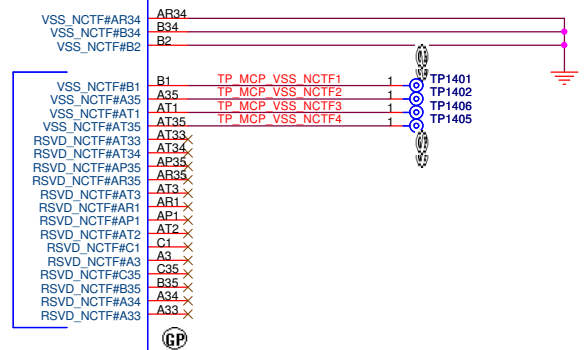 VSS_NCTF#AR34 AR34
VSS_NCTF#B34 B34
VSS_NCTF#B2 B2
VSS_NCTF#B1 B1 TP_MCP_VSS_NCTF1 1 TP1401
VSS_NCTF#A35 A35 TP_MCP_VSS_NCTF2 1 TP1402
VSS_NCTF#AT1 AT1 TP_MCP_VSS_NCTF3 1 TP1406
VSS_NCTF#AT35 AT35 TP_MCP_VSS_NCTF4 1 TP1405
RSVD_NCTF#AT33 AT33
RSVD_NCTF#AT34 AT34
RSVD_NCTF#AP35 AP35
RSVD_NCTF#AR35 AR35
RSVD_NCTF#AT3 AT3
RSVD_NCTF#AR1 AR1
RSVD_NCTF#AP1 AP1
RSVD_NCTF#AT2 AT2
RSVD_NCTF#C1 C1
RSVD_NCTF#A3 A3
RSVD_NCTF#C35 C35
RSVD_NCTF#B35 B35
RSVD_NCTF#A34 A34
RSVD_NCTF#A33 A33
GP